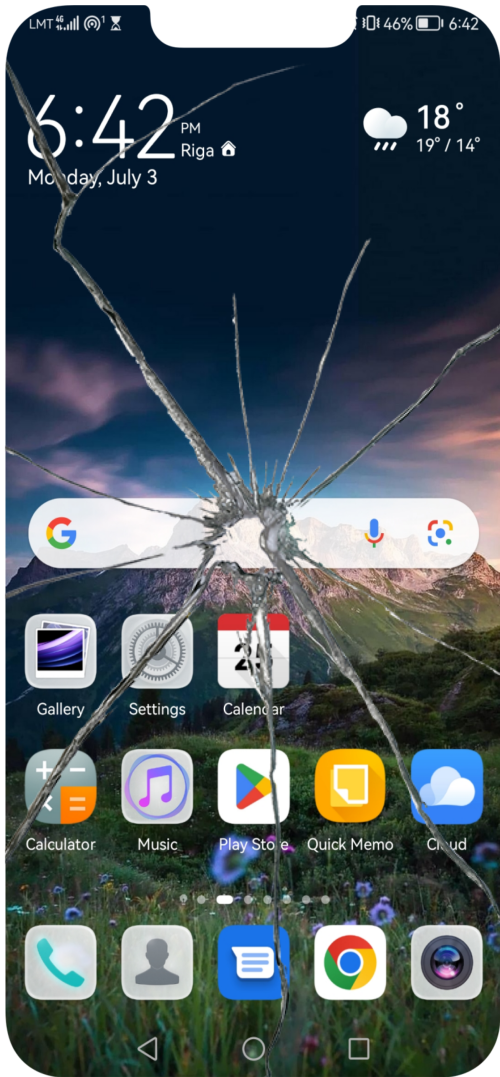 LMT 4G 1 46% 6:42
6:42 PM
Riga
Monday, July 3
18°
19° / 14°
G
Gallery Settings Calendar
Calculator Music Play Store Quick Memo Cloud